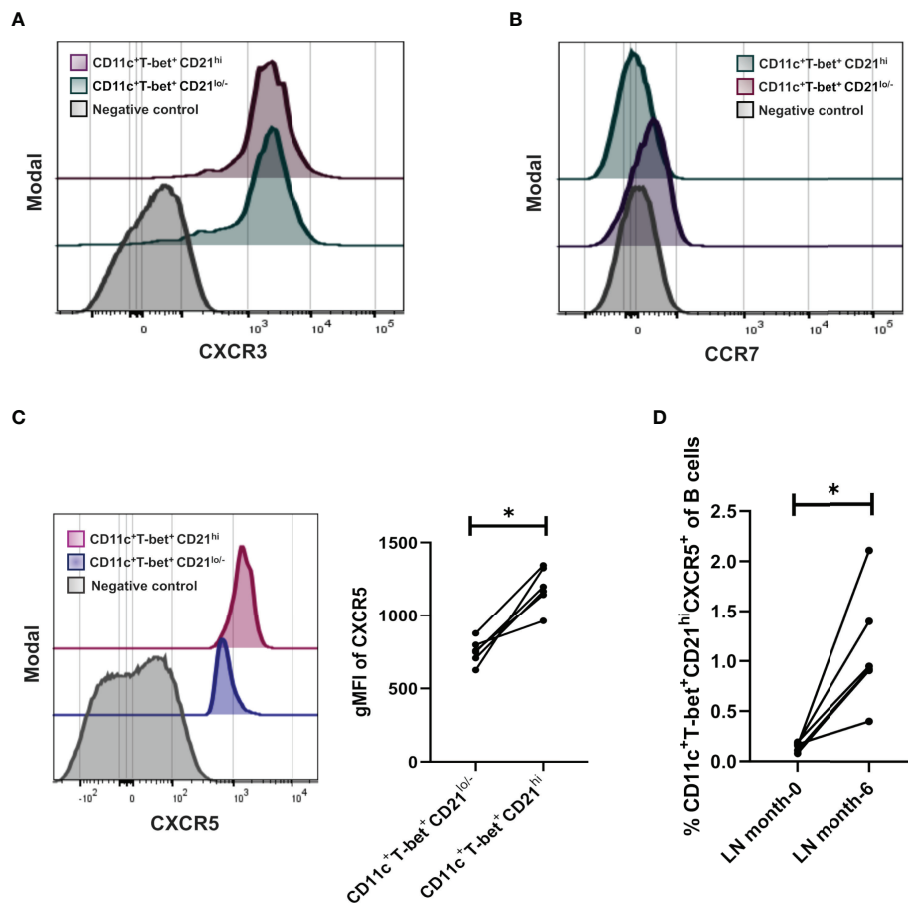 A
CD11c⁺T-bet⁺ CD21ʰⁱ
CD11c⁺T-bet⁺ CD21ˡᵒ/⁻
Negative control
Modal
0 10³ 10⁴ 10⁵
CXCR3
B
CD11c⁺T-bet⁺ CD21ʰⁱ
CD11c⁺T-bet⁺ CD21ˡᵒ/⁻
Negative control
Modal
0 10³ 10⁴ 10⁵
CCR7
C
CD11c⁺T-bet⁺ CD21ʰⁱ
CD11c⁺T-bet⁺ CD21ˡᵒ/⁻
Negative control
Modal
-10² 0 10² 10³ 10⁴
CXCR5
*
gMFI of CXCR5
1500
1000
500
0
CD11c⁺T-bet⁺ CD21ˡᵒ/⁻
CD11c⁺T-bet⁺ CD21ʰⁱ
D
*
% CD11c⁺T-bet⁺CD21ʰⁱCXCR5⁺ of B cells
2.5
2.0
1.5
1.0
0.5
0.0
LN month-0
LN month-6